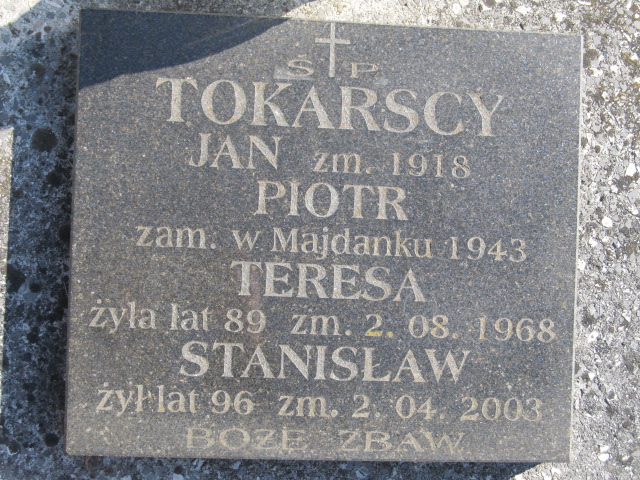 Ś P
TOKARSCY
JAN zm. 1918
PIOTR
zam. w Majdanku 1943
TERESA
żyła lat 89 zm. 2. 08. 1968
STANISŁAW
żył lat 96 zm. 2. 04. 2003
BOŻE ZBAW